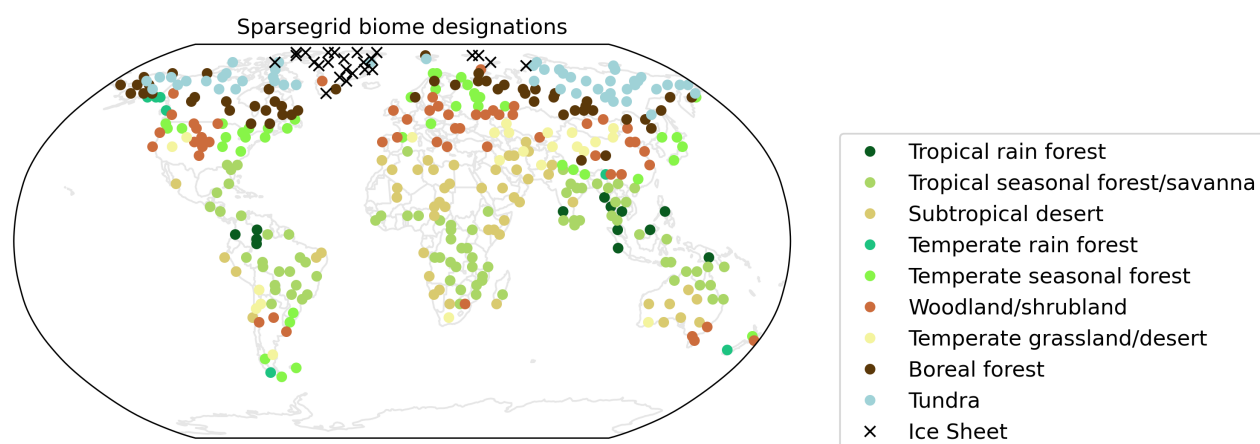 Sparsegrid biome designations
Tropical rain forest
Tropical seasonal forest/savanna
Subtropical desert
Temperate rain forest
Temperate seasonal forest
Woodland/shrubland
Temperate grassland/desert
Boreal forest
Tundra
Ice Sheet